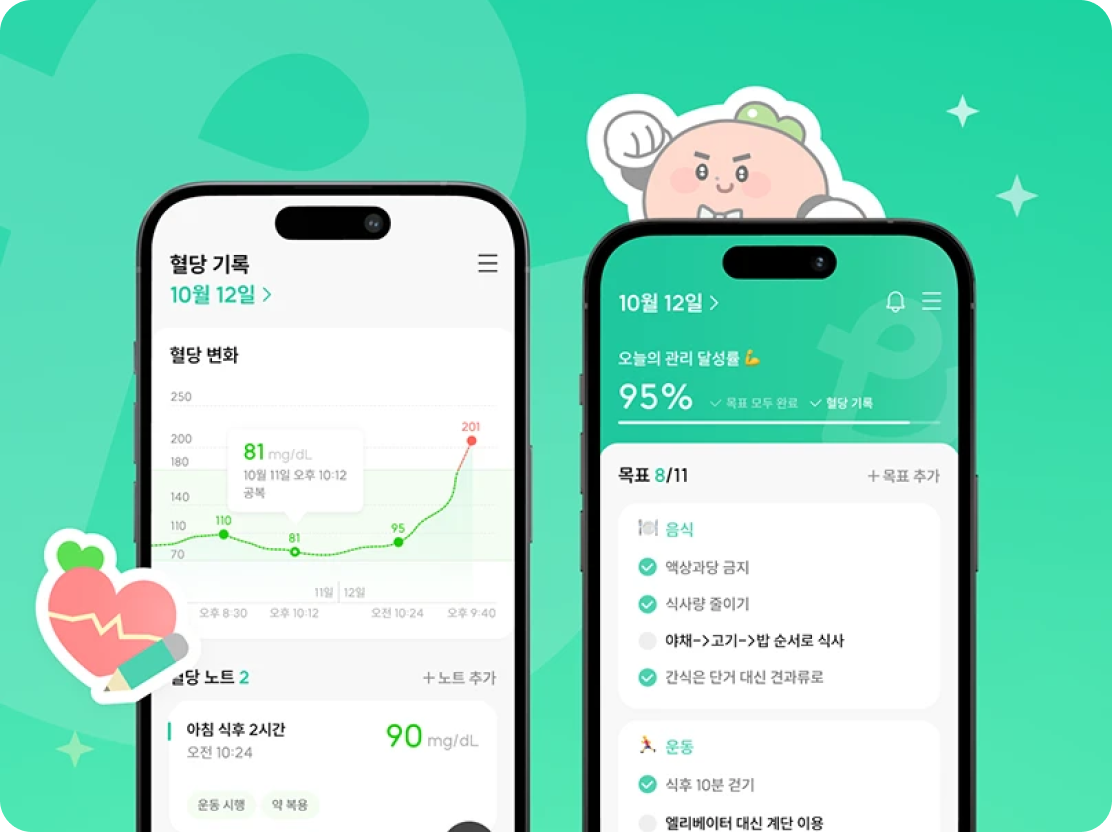 혈당 기록
10월 12일 >
혈당 변화
250
200
180
140
110
70
201
81 mg/dL
10월 11일 오후 10:12
공복
110
81
95
11일 | 12일
오후 8:30
오후 10:12
오전 10:24
오후 9:40
혈당 노트 2
+ 노트 추가
아침 식후 2시간
오전 10:24
90 mg/dL
운동 시행
약 복용
10월 12일 >
오늘의 관리 달성률 💪
95%
목표 모두 완료
혈당 기록
목표 8/11
+ 목표 추가
음식
액상과당 금지
식사량 줄이기
야채->고기->밥 순서로 식사
간식은 단거 대신 견과류로
운동
식후 10분 걷기
엘리베이터 대신 계단 이용